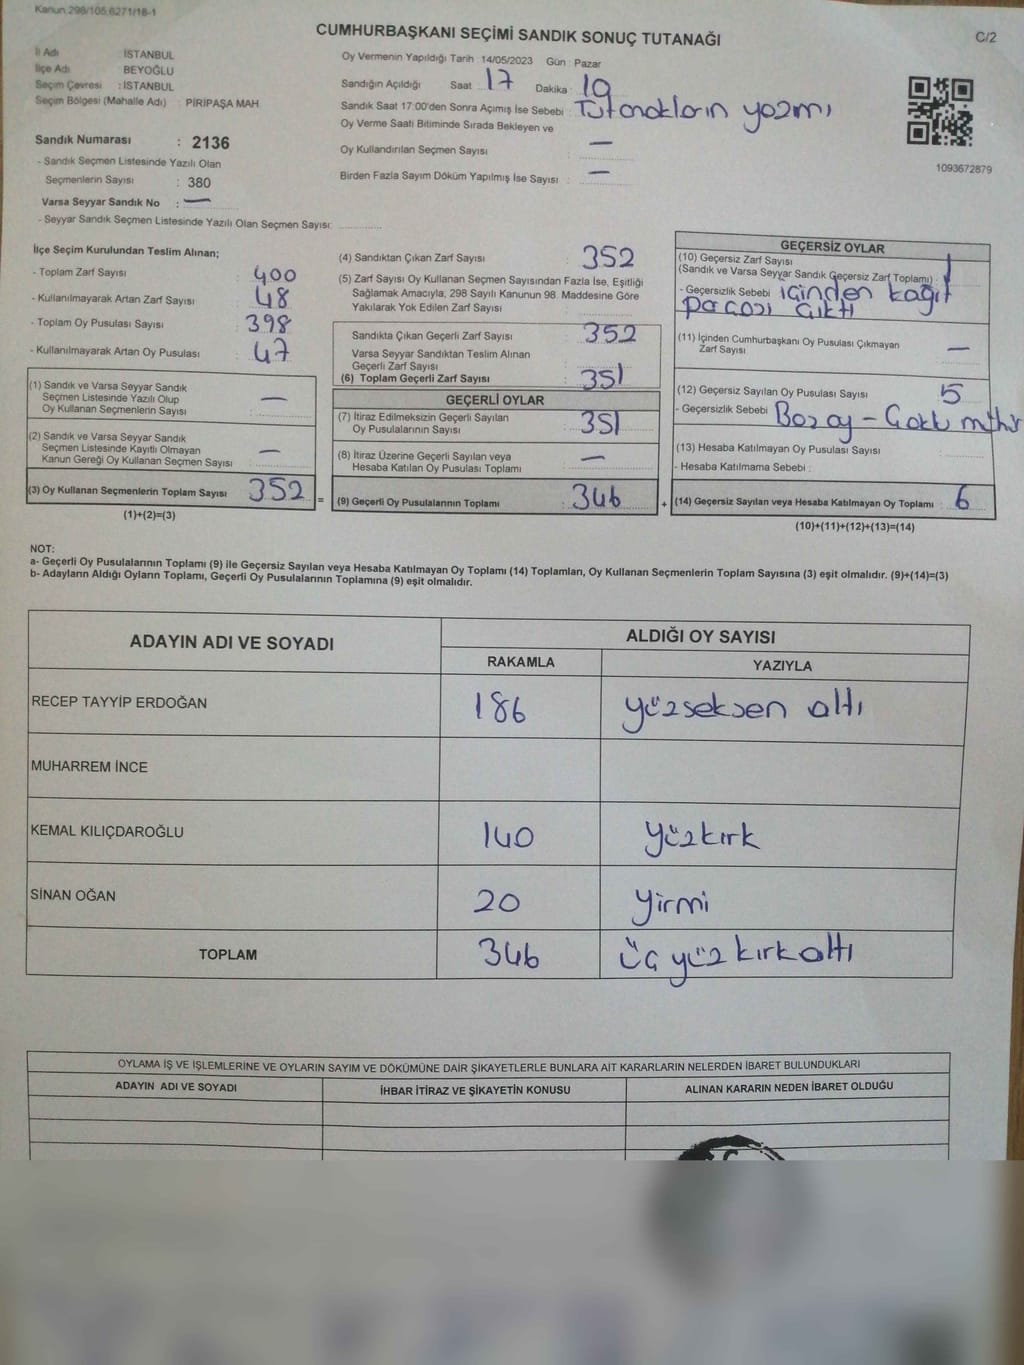 Kanun.298/105,6271/18-1
CUMHURBAŞKANI SEÇİMİ SANDIK SONUÇ TUTANAĞI
C/2
İl Adı İSTANBUL
İlçe Adı BEYOĞLU
Seçim Çevresi : İSTANBUL
Seçim Bölgesi (Mahalle Adı) : PİRİPAŞA MAH.
Sandık Numarası : 2136
- Sandık Seçmen Listesinde Yazılı Olan
Seçmenlerin Sayısı : 380
Varsa Seyyar Sandık No : —
- Seyyar Sandık Seçmen Listesinde Yazılı Olan Seçmen Sayısı:
Oy Vermenin Yapıldığı Tarih : 14/05/2023 Gün : Pazar
Sandığın Açıldığı Saat : 17 Dakika : 10
Sandık Saat 17:00'den Sonra Açımış İse Sebebi : Tutanakların yazımı
Oy Verme Saati Bitiminde Sırada Bekleyen ve
Oy Kullandırılan Seçmen Sayısı : —
Birden Fazla Sayım Döküm Yapılmış İse Sayısı : —
1093672879
İlçe Seçim Kurulundan Teslim Alınan;
- Toplam Zarf Sayısı : 400
- Kullanılmayarak Artan Zarf Sayısı : 48
- Toplam Oy Pusulası Sayısı : 398
- Kullanılmayarak Artan Oy Pusulası : 47
(1) Sandık ve Varsa Seyyar Sandık
Seçmen Listesinde Yazılı Olup
Oy Kullanan Seçmenlerin Sayısı : —
(2) Sandık ve Varsa Seyyar Sandık
Seçmen Listesinde Kayıtlı Olmayan
Kanun Gereği Oy Kullanan Seçmen Sayısı : —
(3) Oy Kullanan Seçmenlerin Toplam Sayısı : 352 =
(1)+(2)=(3)
(4) Sandıktan Çıkan Zarf Sayısı : 352
(5) Zarf Sayısı Oy Kullanan Seçmen Sayısından Fazla İse, Eşitliği
Sağlamak Amacıyla, 298 Sayılı Kanunun 98. Maddesine Göre
Yakılarak Yok Edilen Zarf Sayısı :
Sandıkta Çıkan Geçerli Zarf Sayısı : 352
Varsa Seyyar Sandıktan Teslim Alınan
Geçerli Zarf Sayısı :
(6) Toplam Geçerli Zarf Sayısı : 351
GEÇERLİ OYLAR
(7) İtiraz Edilmeksizin Geçerli Sayılan
Oy Pusulalarının Sayısı : 351
(8) İtiraz Üzerine Geçerli Sayılan veya
Hesaba Katılan Oy Pusulası Toplamı : —
(9) Geçerli Oy Pusulalarının Toplamı : 346 +
GEÇERSİZ OYLAR
(10) Geçersiz Zarf Sayısı
(Sandık ve Varsa Seyyar Sandık Geçersiz Zarf Toplamı) : 1
- Geçersizlik Sebebi : içinden kağıt
parçası çıktı
(11) İçinden Cumhurbaşkanı Oy Pusulası Çıkmayan
Zarf Sayısı : —
(12) Geçersiz Sayılan Oy Pusulası Sayısı : 5
- Geçersizlik Sebebi :
(13) Hesaba Katılmayan Oy Pusulası Sayısı :
- Hesaba Katılmama Sebebi :
(14) Geçersiz Sayılan veya Hesaba Katılmayan Oy Toplamı : 6
(10)+(11)+(12)+(13)=(14)
NOT:
a- Geçerli Oy Pusulalarının Toplamı (9) ile Geçersiz Sayılan veya Hesaba Katılmayan Oy Toplamı (14) Toplamları, Oy Kullanan Seçmenlerin Toplam Sayısına (3) eşit olmalıdır. (9)+(14)=(3)
b- Adayların Aldığı Oyların Toplamı, Geçerli Oy Pusulalarının Toplamına (9) eşit olmalıdır.
ADAYIN ADI VE SOYADI
ALDIĞI OY SAYISI
RAKAMLA YAZIYLA
RECEP TAYYİP ERDOĞAN 186 yüzseksen altı
MUHARREM İNCE
KEMAL KILIÇDAROĞLU 140 yüzkırk
SİNAN OĞAN 20 yirmi
TOPLAM 346 üç yüz kırkaltı
OYLAMA İŞ VE İŞLEMLERİNE VE OYLARIN SAYIM VE DÖKÜMÜNE DAİR ŞİKAYETLERLE BUNLARA AİT KARARLARIN NELERDEN İBARET BULUNDUKLARI
ADAYIN ADI VE SOYADI İHBAR İTİRAZ VE ŞİKAYETİN KONUSU ALINAN KARARIN NEDEN İBARET OLDUĞU